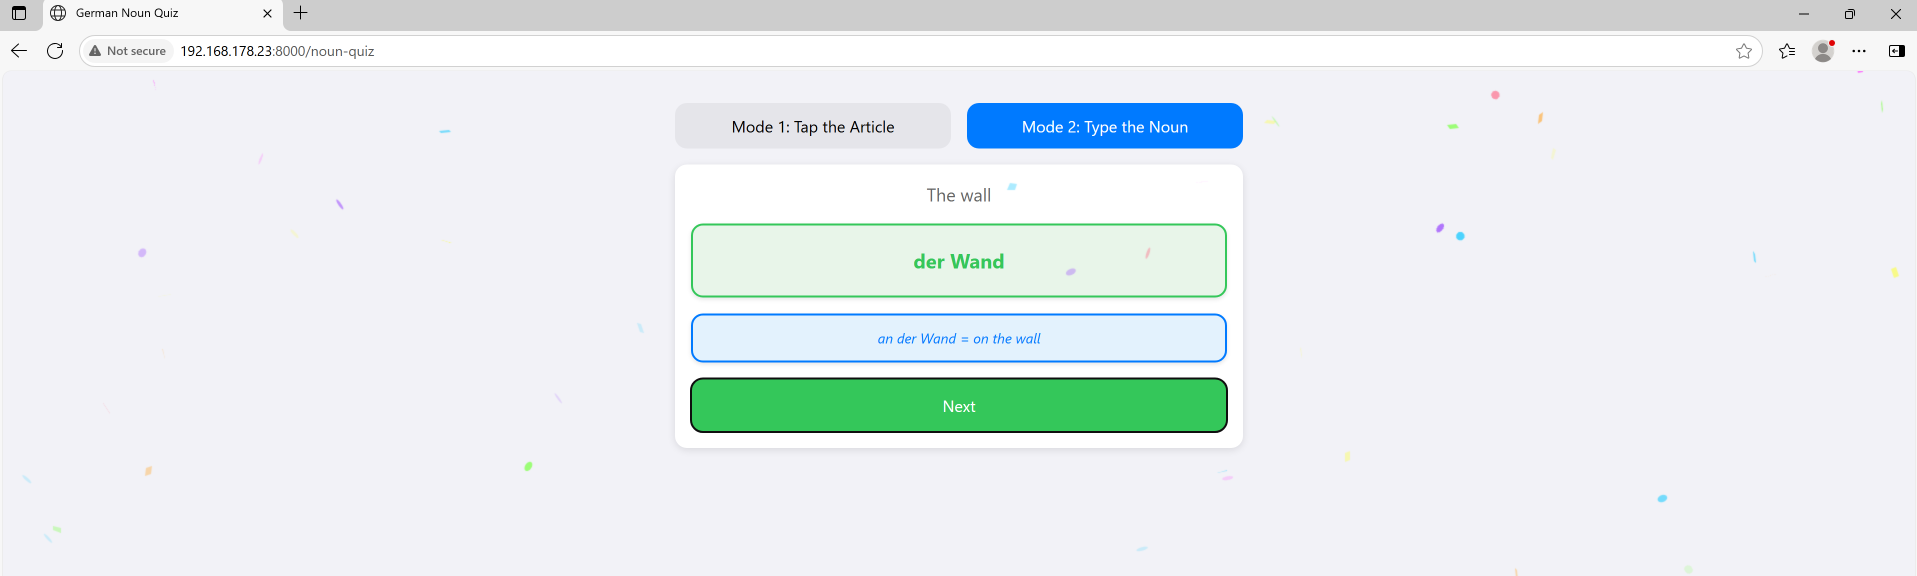 German Noun Quiz
Not secure
192.168.178.23:8000/noun-quiz
Mode 1: Tap the Article
Mode 2: Type the Noun
The wall
der Wand
an der Wand = on the wall
Next